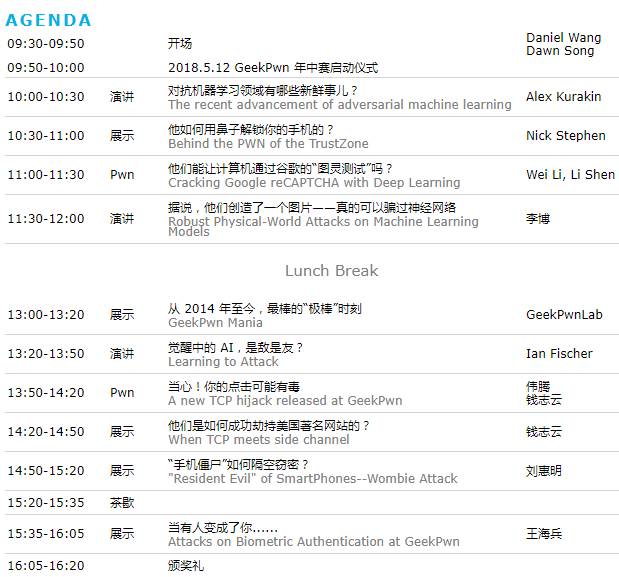 AGENDA
09:30-09:50 开场 Daniel Wang
Dawn Song
09:50-10:00 2018.5.12 GeekPwn 年中赛启动仪式
10:00-10:30 演讲 对抗机器学习领域有哪些新鲜事儿？ Alex Kurakin
The recent advancement of adversarial machine learning
10:30-11:00 展示 他如何用鼻子解锁你的手机的？ Nick Stephen
Behind the PWN of the TrustZone
11:00-11:30 Pwn 他们能让计算机通过谷歌的“图灵测试”吗？ Wei Li, Li Shen
Cracking Google reCAPTCHA with Deep Learning
11:30-12:00 演讲 据说，他们创造了一个图片——真的可以骗过神经网络 李博
Robust Physical-World Attacks on Machine Learning
Models
Lunch Break
13:00-13:20 展示 从 2014 年至今，最棒的“极棒”时刻 GeekPwnLab
GeekPwn Mania
13:20-13:50 演讲 觉醒中的 AI，是敌是友？ Ian Fischer
Learning to Attack
13:50-14:20 Pwn 当心！你的点击可能有毒 伟腾
A new TCP hijack released at GeekPwn 钱志云
14:20-14:50 展示 他们是如何成功劫持美国著名网站的？ 钱志云
When TCP meets side channel
14:50-15:20 展示 “手机僵尸”如何隔空窃密？ 刘惠明
"Resident Evil" of SmartPhones--Wombie Attack
15:20-15:35 茶歇
15:35-16:05 展示 当有人变成了你…… 王海兵
Attacks on Biometric Authentication at GeekPwn
16:05-16:20 颁奖礼